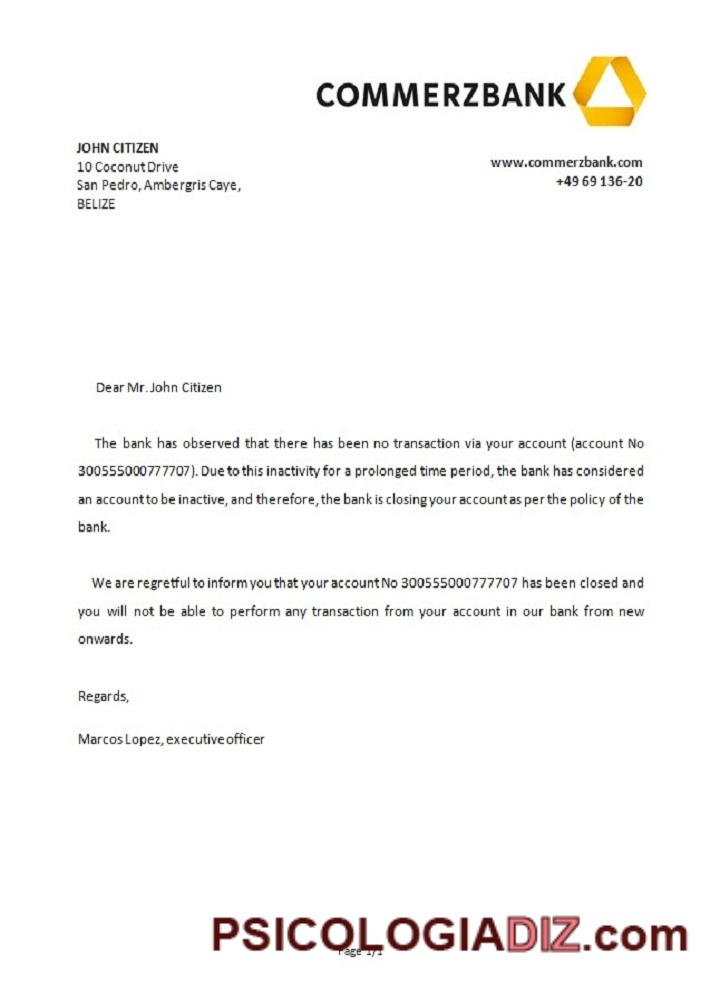 COMMERZBANK
JOHN CITIZEN
10 Coconut Drive
San Pedro, Ambergris Caye,
BELIZE
www.commerzbank.com
+49 69 136-20
Dear Mr. John Citizen
The bank has observed that there has been no transaction via your account (account No
300555000777707). Due to this inactivity for a prolonged time period, the bank has considered
an account to be inactive, and therefore, the bank is closing your account as per the policy of the
bank.
We are regretful to inform you that your account No 300555000777707 has been closed and
you will not be able to perform any transaction from your account in our bank from new
onwards.
Regards,
Marcos Lopez, executive officer
PSICOLOGIADIZ.com
Page 1/1